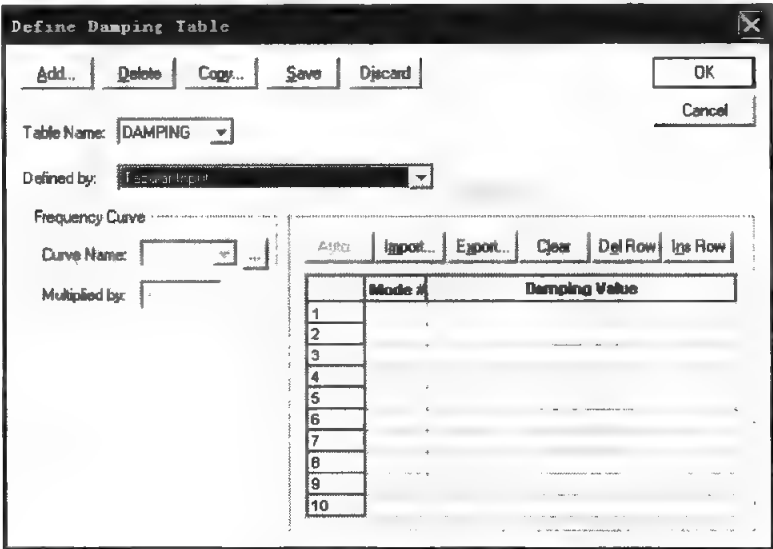 Define Damping Table
Add... Delete Copy... Save Discard OK
Cancel
Table Name: DAMPING
Defined by: Regular Input
Frequency Curve
Curve Name: ...
Multiplied by:
Auto Import... Export... Clear Del Row Ins Row
Mode # Damping Value
1
2
3
4
5
6
7
8
9
10